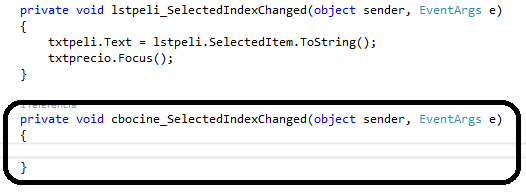 private void lstpeli_SelectedIndexChanged(object sender, EventArgs e)
{
txtpeli.Text = lstpeli.SelectedItem.ToString();
txtprecio.Focus();
}
1 referencia
private void cbocine_SelectedIndexChanged(object sender, EventArgs e)
{
}